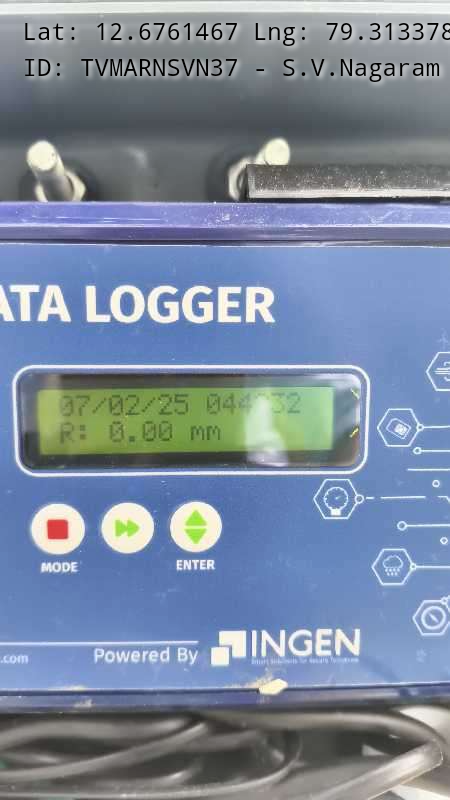 Lat: 12.6761467 Lng: 79.313378
ID: TVMARNSVN37 - S.V.Nagaram
ATA LOGGER
07/02/25
R: 0.00 mm
MODE
ENTER
.com
Powered By INGEN